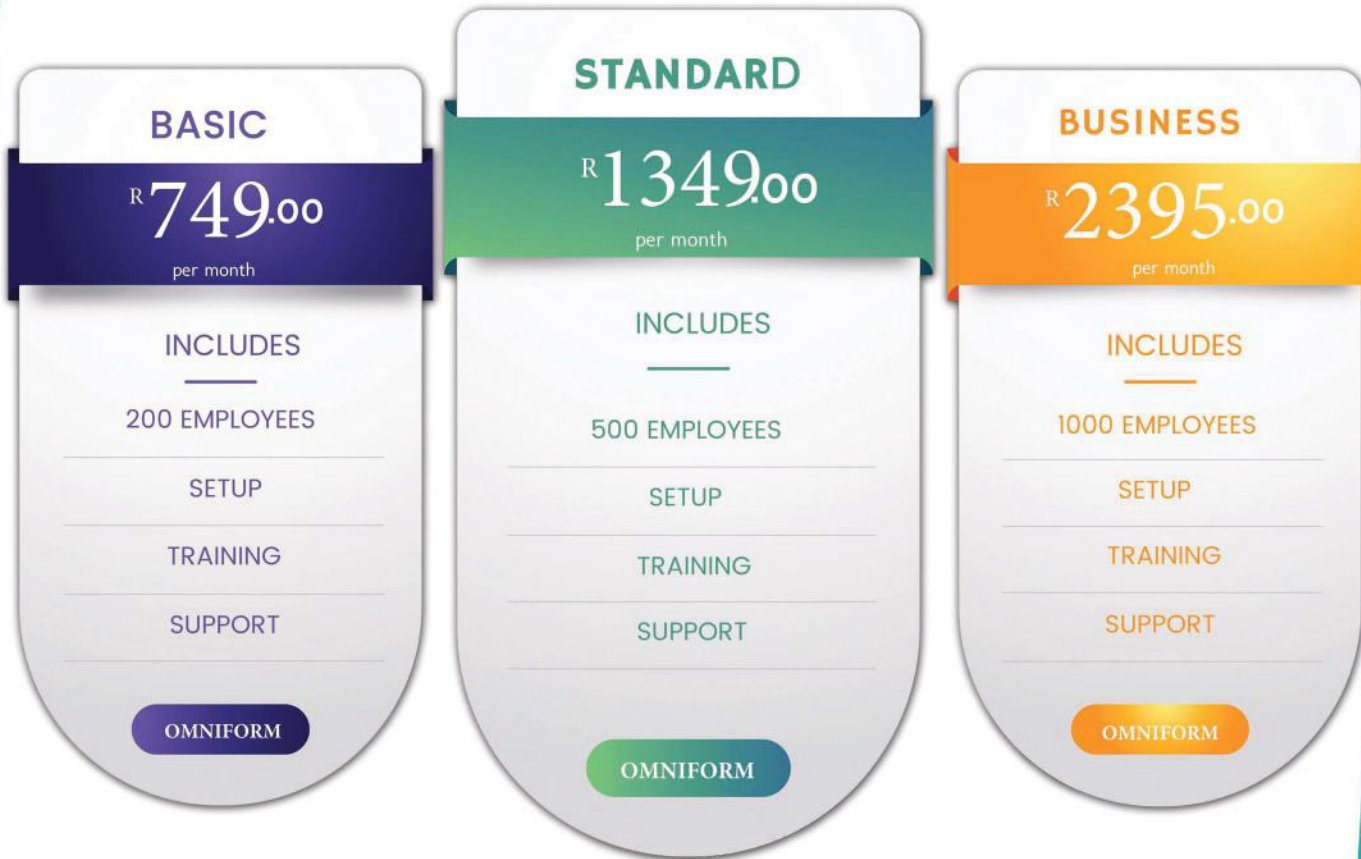 BASIC
R749.00
per month
INCLUDES
200 EMPLOYEES
SETUP
TRAINING
SUPPORT
OMNIFORM
STANDARD
R1349.00
per month
INCLUDES
500 EMPLOYEES
SETUP
TRAINING
SUPPORT
OMNIFORM
BUSINESS
R2395.00
per month
INCLUDES
1000 EMPLOYEES
SETUP
TRAINING
SUPPORT
OMNIFORM